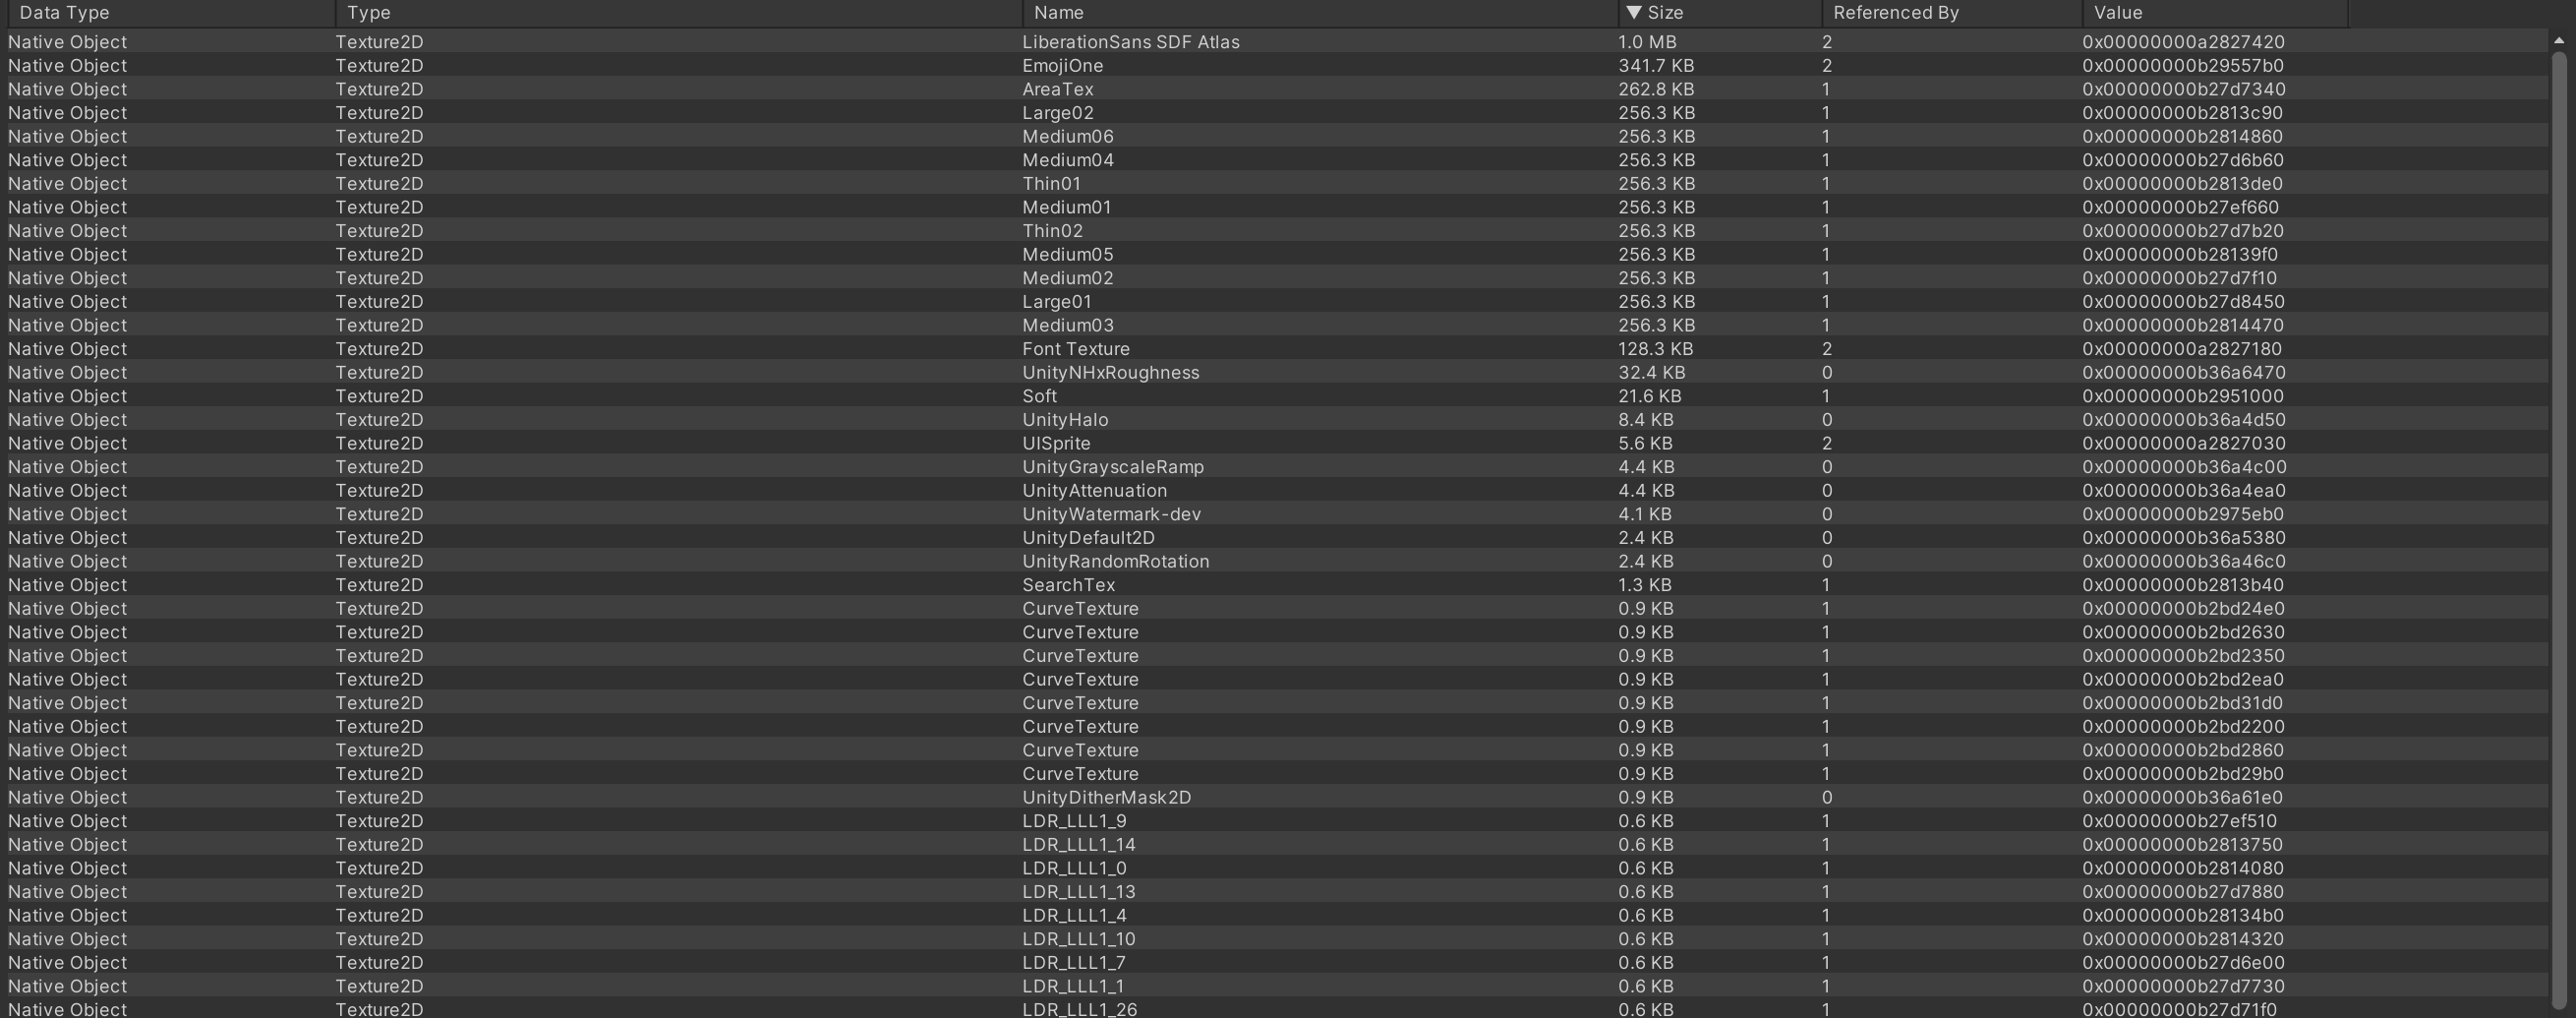 Data Type Type Name ▼ Size Referenced By Value
Native Object Texture2D LiberationSans SDF Atlas 1.0 MB 2 0x00000000a2827420
Native Object Texture2D EmojiOne 341.7 KB 2 0x00000000b29557b0
Native Object Texture2D AreaTex 262.8 KB 1 0x00000000b27d7340
Native Object Texture2D Large02 256.3 KB 1 0x00000000b2813c90
Native Object Texture2D Medium06 256.3 KB 1 0x00000000b2814860
Native Object Texture2D Medium04 256.3 KB 1 0x00000000b27d6b60
Native Object Texture2D Thin01 256.3 KB 1 0x00000000b2813de0
Native Object Texture2D Medium01 256.3 KB 1 0x00000000b27ef660
Native Object Texture2D Thin02 256.3 KB 1 0x00000000b27d7b20
Native Object Texture2D Medium05 256.3 KB 1 0x00000000b28139f0
Native Object Texture2D Medium02 256.3 KB 1 0x00000000b27d7f10
Native Object Texture2D Large01 256.3 KB 1 0x00000000b27d8450
Native Object Texture2D Medium03 256.3 KB 1 0x00000000b2814470
Native Object Texture2D Font Texture 128.3 KB 2 0x00000000a2827180
Native Object Texture2D UnityNHxRoughness 32.4 KB 0 0x00000000b36a6470
Native Object Texture2D Soft 21.6 KB 1 0x00000000b2951000
Native Object Texture2D UnityHalo 8.4 KB 0 0x00000000b36a4d50
Native Object Texture2D UISprite 5.6 KB 2 0x00000000a2827030
Native Object Texture2D UnityGrayscaleRamp 4.4 KB 0 0x00000000b36a4c00
Native Object Texture2D UnityAttenuation 4.4 KB 0 0x00000000b36a4ea0
Native Object Texture2D UnityWatermark-dev 4.1 KB 0 0x00000000b2975eb0
Native Object Texture2D UnityDefault2D 2.4 KB 0 0x00000000b36a5380
Native Object Texture2D UnityRandomRotation 2.4 KB 0 0x00000000b36a46c0
Native Object Texture2D SearchTex 1.3 KB 1 0x00000000b2813b40
Native Object Texture2D CurveTexture 0.9 KB 1 0x00000000b2bd24e0
Native Object Texture2D CurveTexture 0.9 KB 1 0x00000000b2bd2630
Native Object Texture2D CurveTexture 0.9 KB 1 0x00000000b2bd2350
Native Object Texture2D CurveTexture 0.9 KB 1 0x00000000b2bd2ea0
Native Object Texture2D CurveTexture 0.9 KB 1 0x00000000b2bd31d0
Native Object Texture2D CurveTexture 0.9 KB 1 0x00000000b2bd2200
Native Object Texture2D CurveTexture 0.9 KB 1 0x00000000b2bd2860
Native Object Texture2D CurveTexture 0.9 KB 1 0x00000000b2bd29b0
Native Object Texture2D UnityDitherMask2D 0.9 KB 0 0x00000000b36a61e0
Native Object Texture2D LDR_LLL1_9 0.6 KB 1 0x00000000b27ef510
Native Object Texture2D LDR_LLL1_14 0.6 KB 1 0x00000000b2813750
Native Object Texture2D LDR_LLL1_0 0.6 KB 1 0x00000000b2814080
Native Object Texture2D LDR_LLL1_13 0.6 KB 1 0x00000000b27d7880
Native Object Texture2D LDR_LLL1_4 0.6 KB 1 0x00000000b28134b0
Native Object Texture2D LDR_LLL1_10 0.6 KB 1 0x00000000b2814320
Native Object Texture2D LDR_LLL1_7 0.6 KB 1 0x00000000b27d6e00
Native Object Texture2D LDR_LLL1_1 0.6 KB 1 0x00000000b27d7730
Native Object Texture2D LDR_LLL1_26 0.6 KB 1 0x00000000b27d71f0